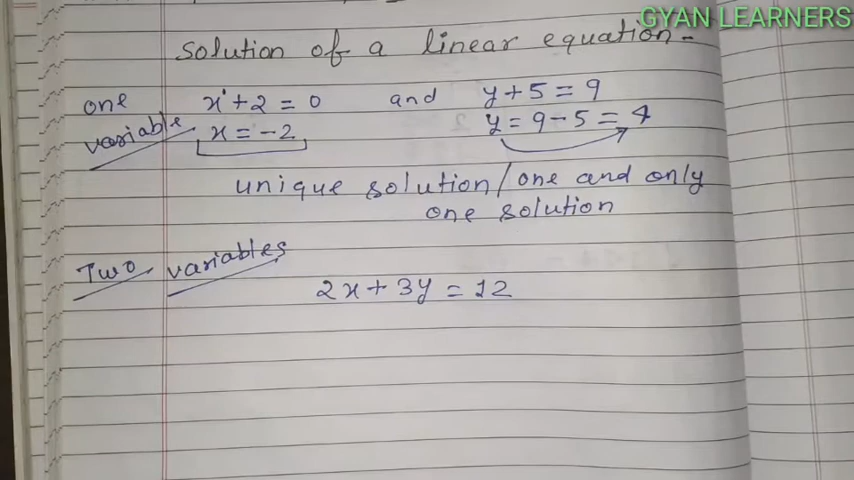 GYAN LEARNERS
solution of a linear equation -
one variable
x¹ + 2 = 0 and y + 5 = 9
x = -2 y = 9 - 5 = 4
unique solution / one and only
one solution
Two variables
2x + 3y = 12